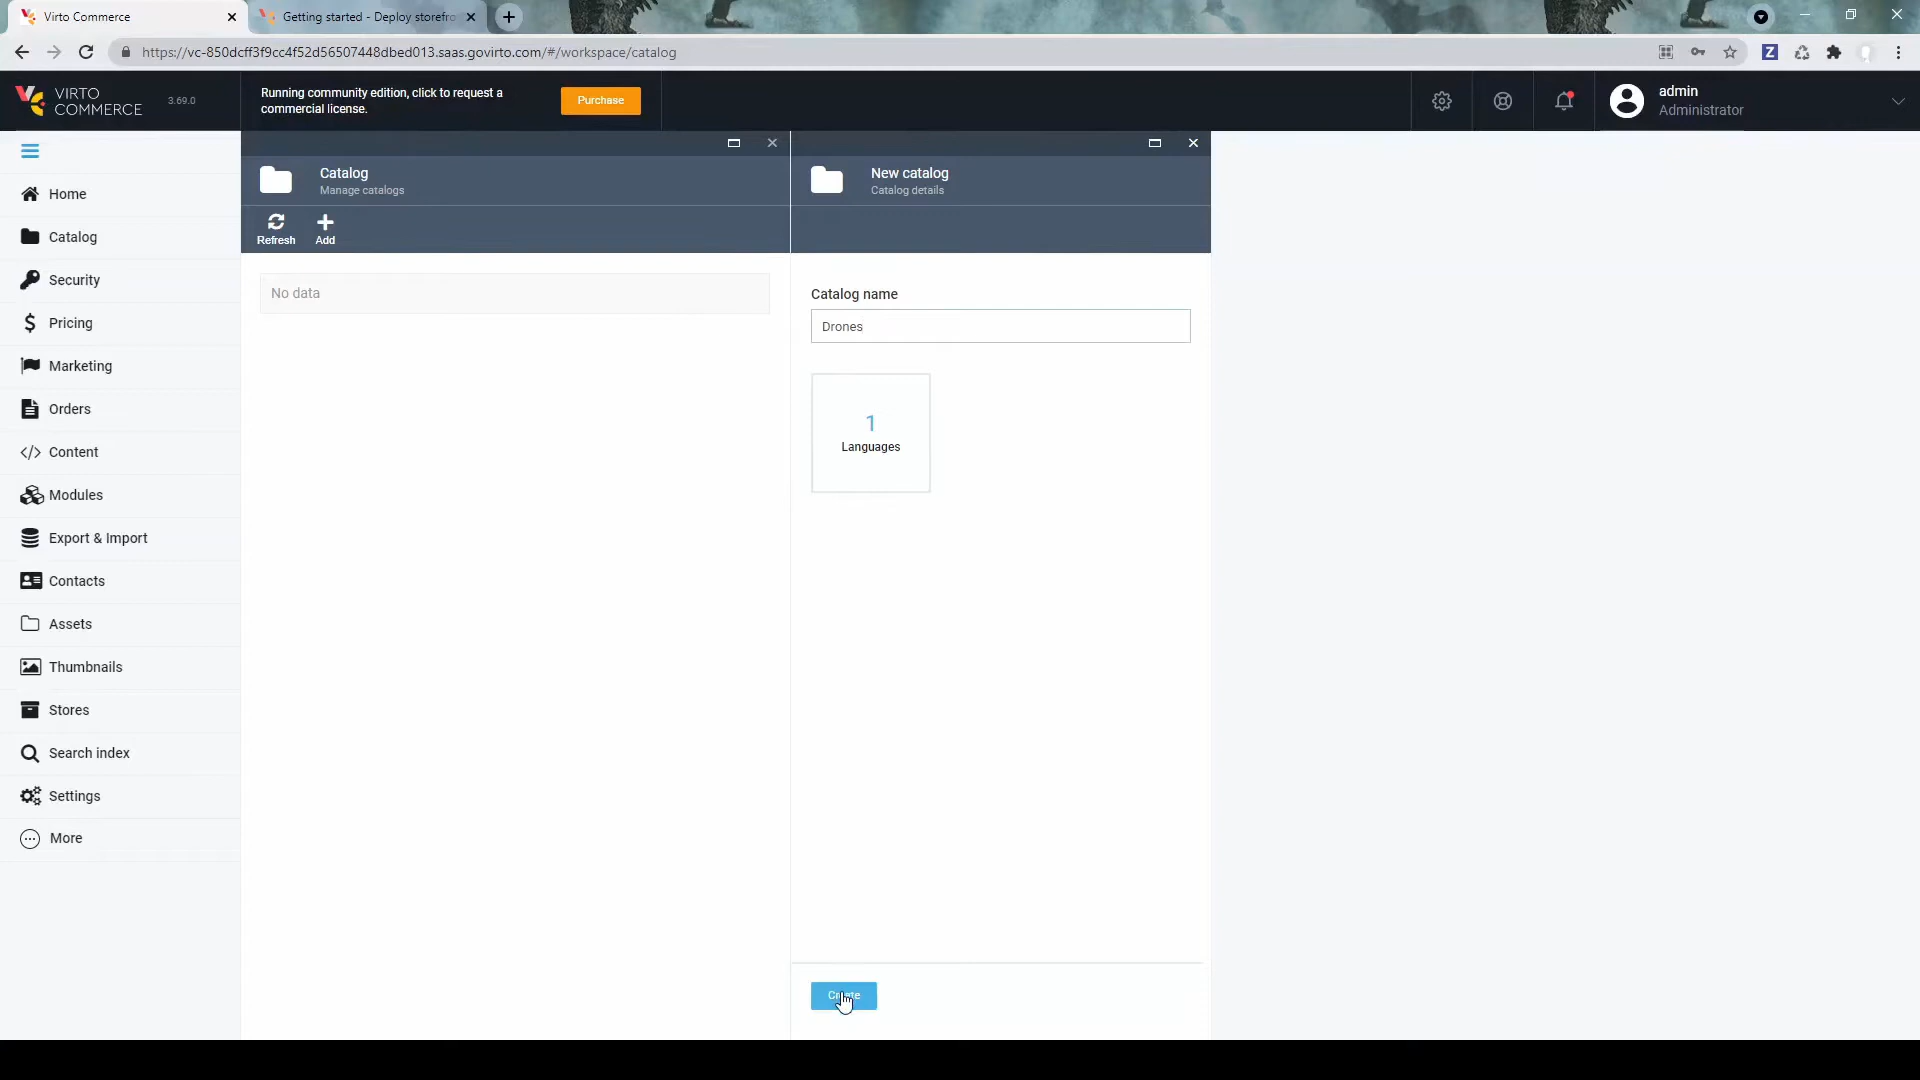 Virto Commerce
Getting started - Deploy storefro
https://vc-850dcff3f9cc4f52d56507448dbed013.saas.govirto.com/#/workspace/catalog
VIRTO
COMMERCE
3.69.0
Running community edition, click to request a
commercial license.
Purchase
admin
Administrator
Home
Catalog
Security
Pricing
Marketing
Orders
Content
Modules
Export & Import
Contacts
Assets
Thumbnails
Stores
Search index
Settings
More
Catalog
Manage catalogs
Refresh
Add
No data
New catalog
Catalog details
Catalog name
Drones
1
Languages
Create
Z